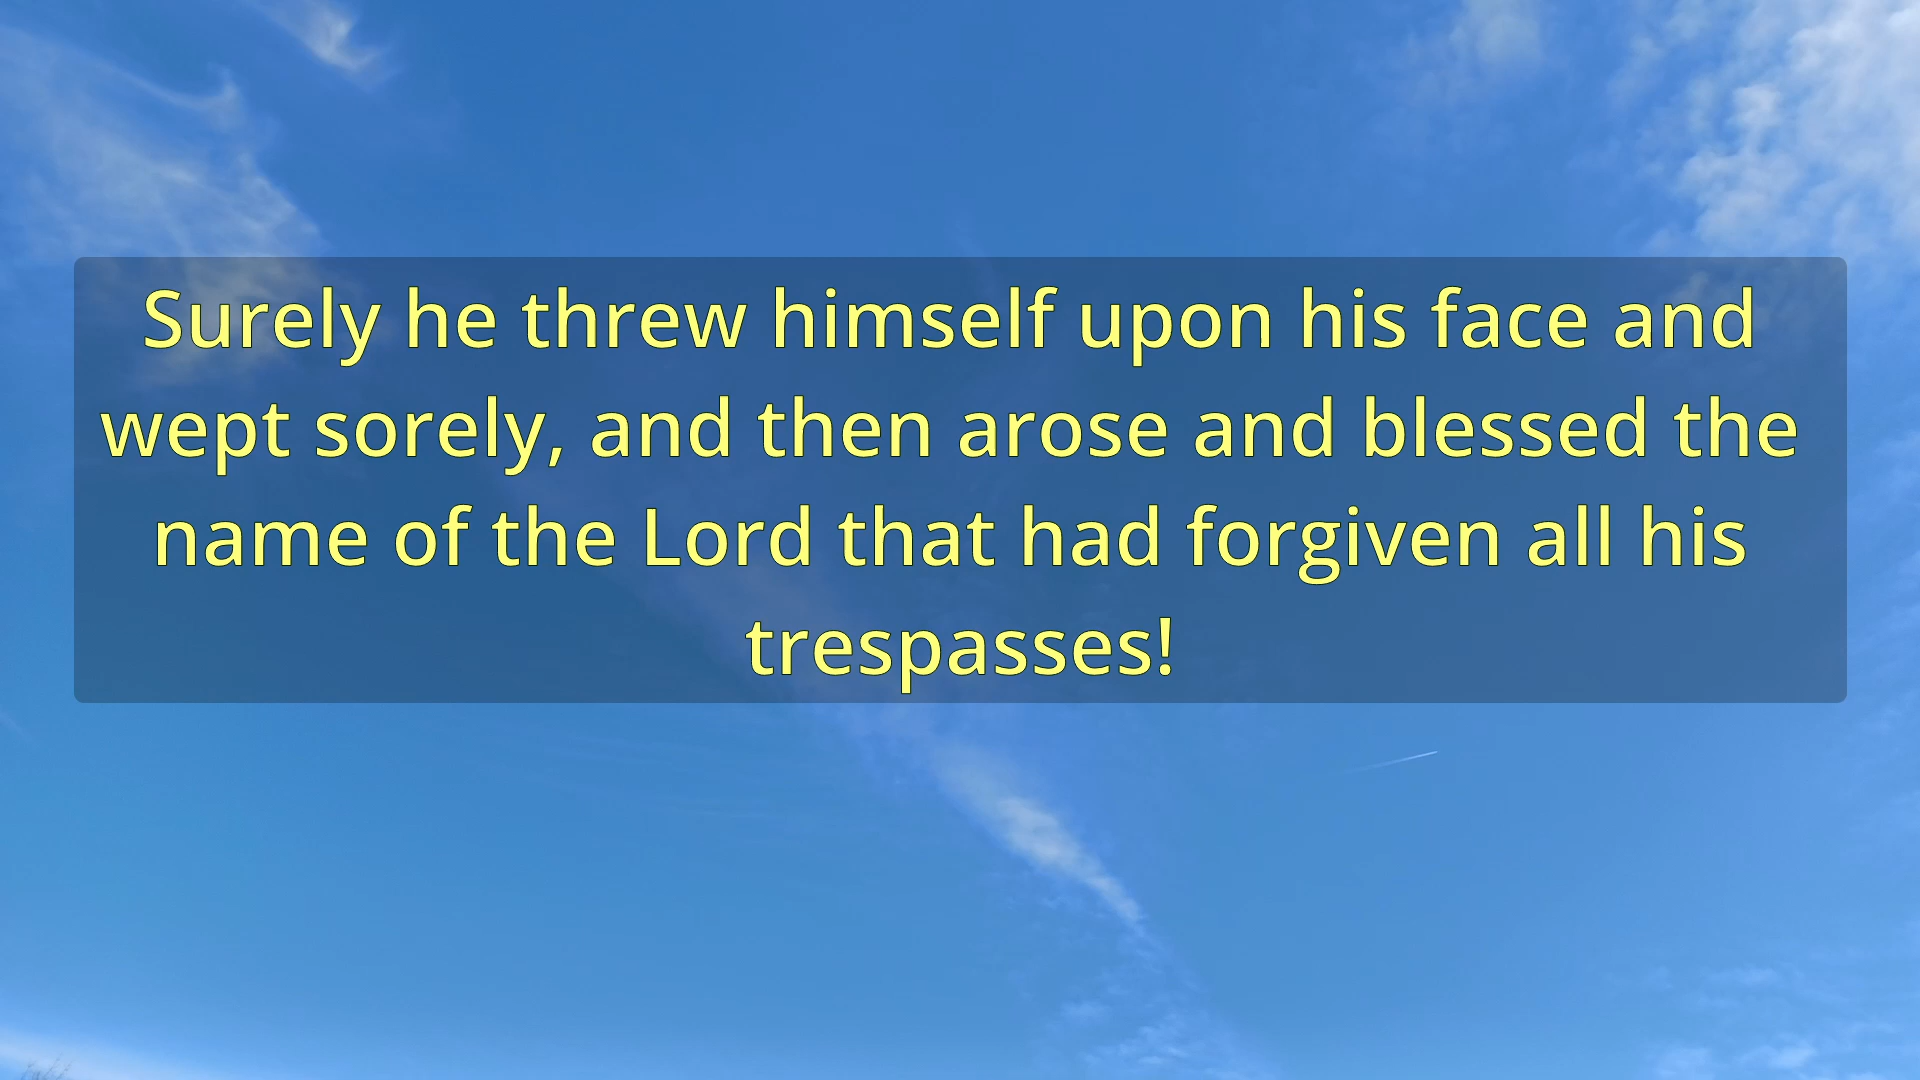 Surely he threw himself upon his face and
wept sorely, and then arose and blessed the
name of the Lord that had forgiven all his
trespasses!